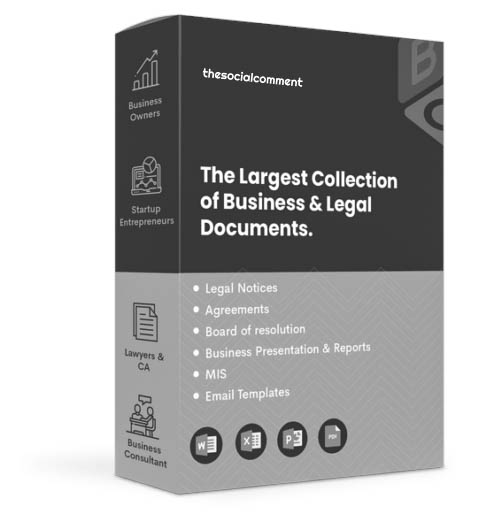 thesocialcomment
The Largest Collection
of Business & Legal
Documents.
Legal Notices
Agreements
Board of resolution
Business Presentation & Reports
MIS
Email Templates
W
X
P
PDF
Business
Owners
Startup
Entrepreneurs
Lawyers &
CA
Business
Consultant